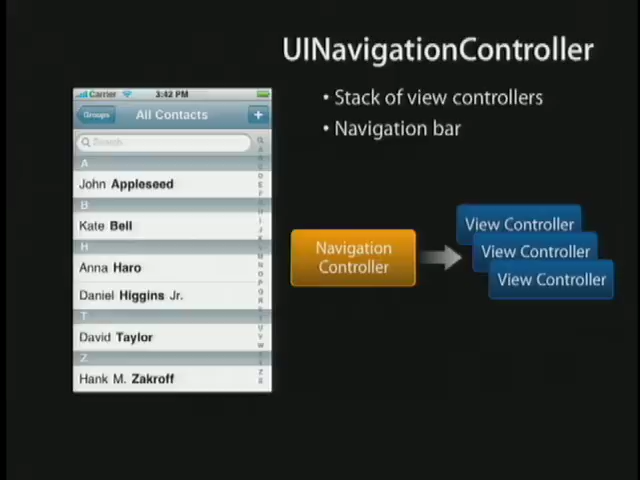 UINavigationController
• Stack of view controllers
• Navigation bar
Carrier 3:42 PM
Groups All Contacts +
Search
A
John Appleseed
B
Kate Bell
H
Anna Haro
Daniel Higgins Jr.
T
David Taylor
Z
Hank M. Zakroff
Navigation
Controller
View Controller
View Controller
View Controller